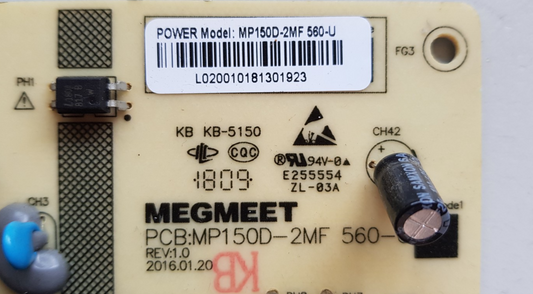 POWER Model: MP150D-2MF 560-U
L020010181301923
FG3
PH1
KB KB-5150
CQC
94V-0
E255554
ZL-03A
1809
CH42
CH3
MEGMEET
PCB:MP150D-2MF 560-
REV:1.0
2016.01.20
KB